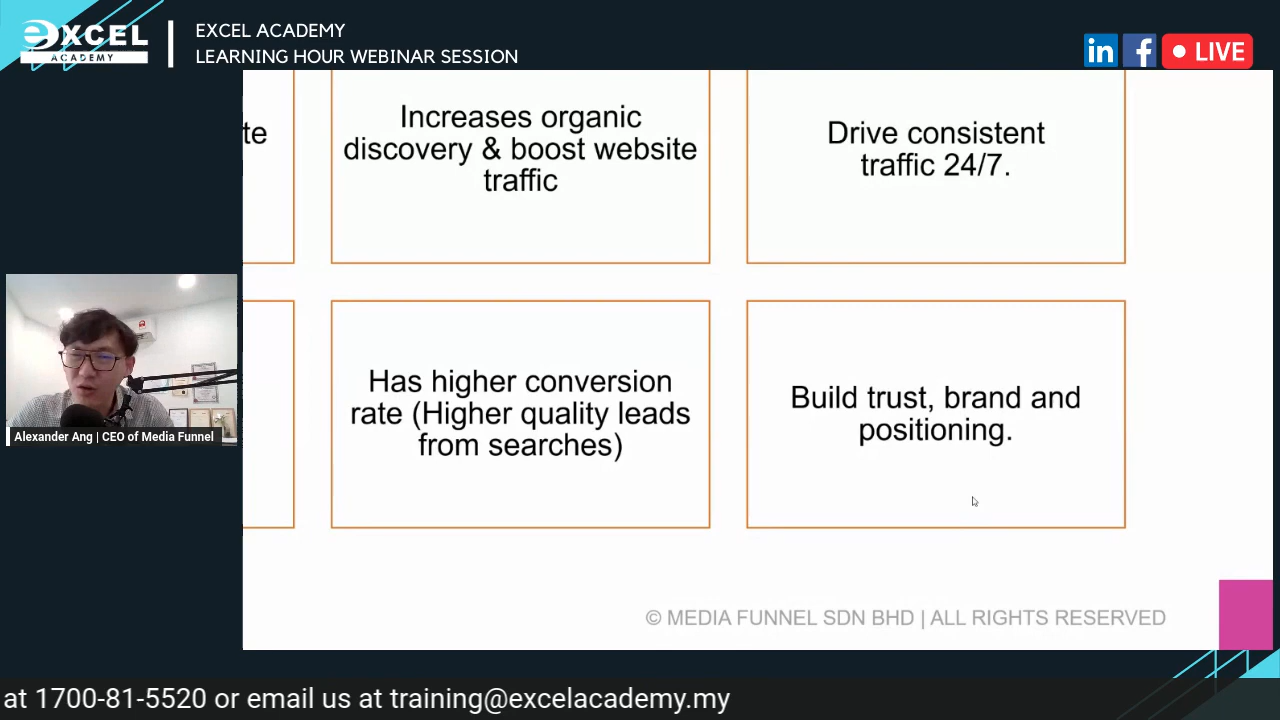 eXCEL
ACADEMY
EXCEL ACADEMY
LEARNING HOUR WEBINAR SESSION
in
f
LIVE
te
Increases organic
discovery & boost website
traffic
Drive consistent
traffic 24/7.
Has higher conversion
rate (Higher quality leads
from searches)
Build trust, brand and
positioning.
Alexander Ang | CEO of Media Funnel
© MEDIA FUNNEL SDN BHD | ALL RIGHTS RESERVED
at 1700-81-5520 or email us at training@excelacademy.my